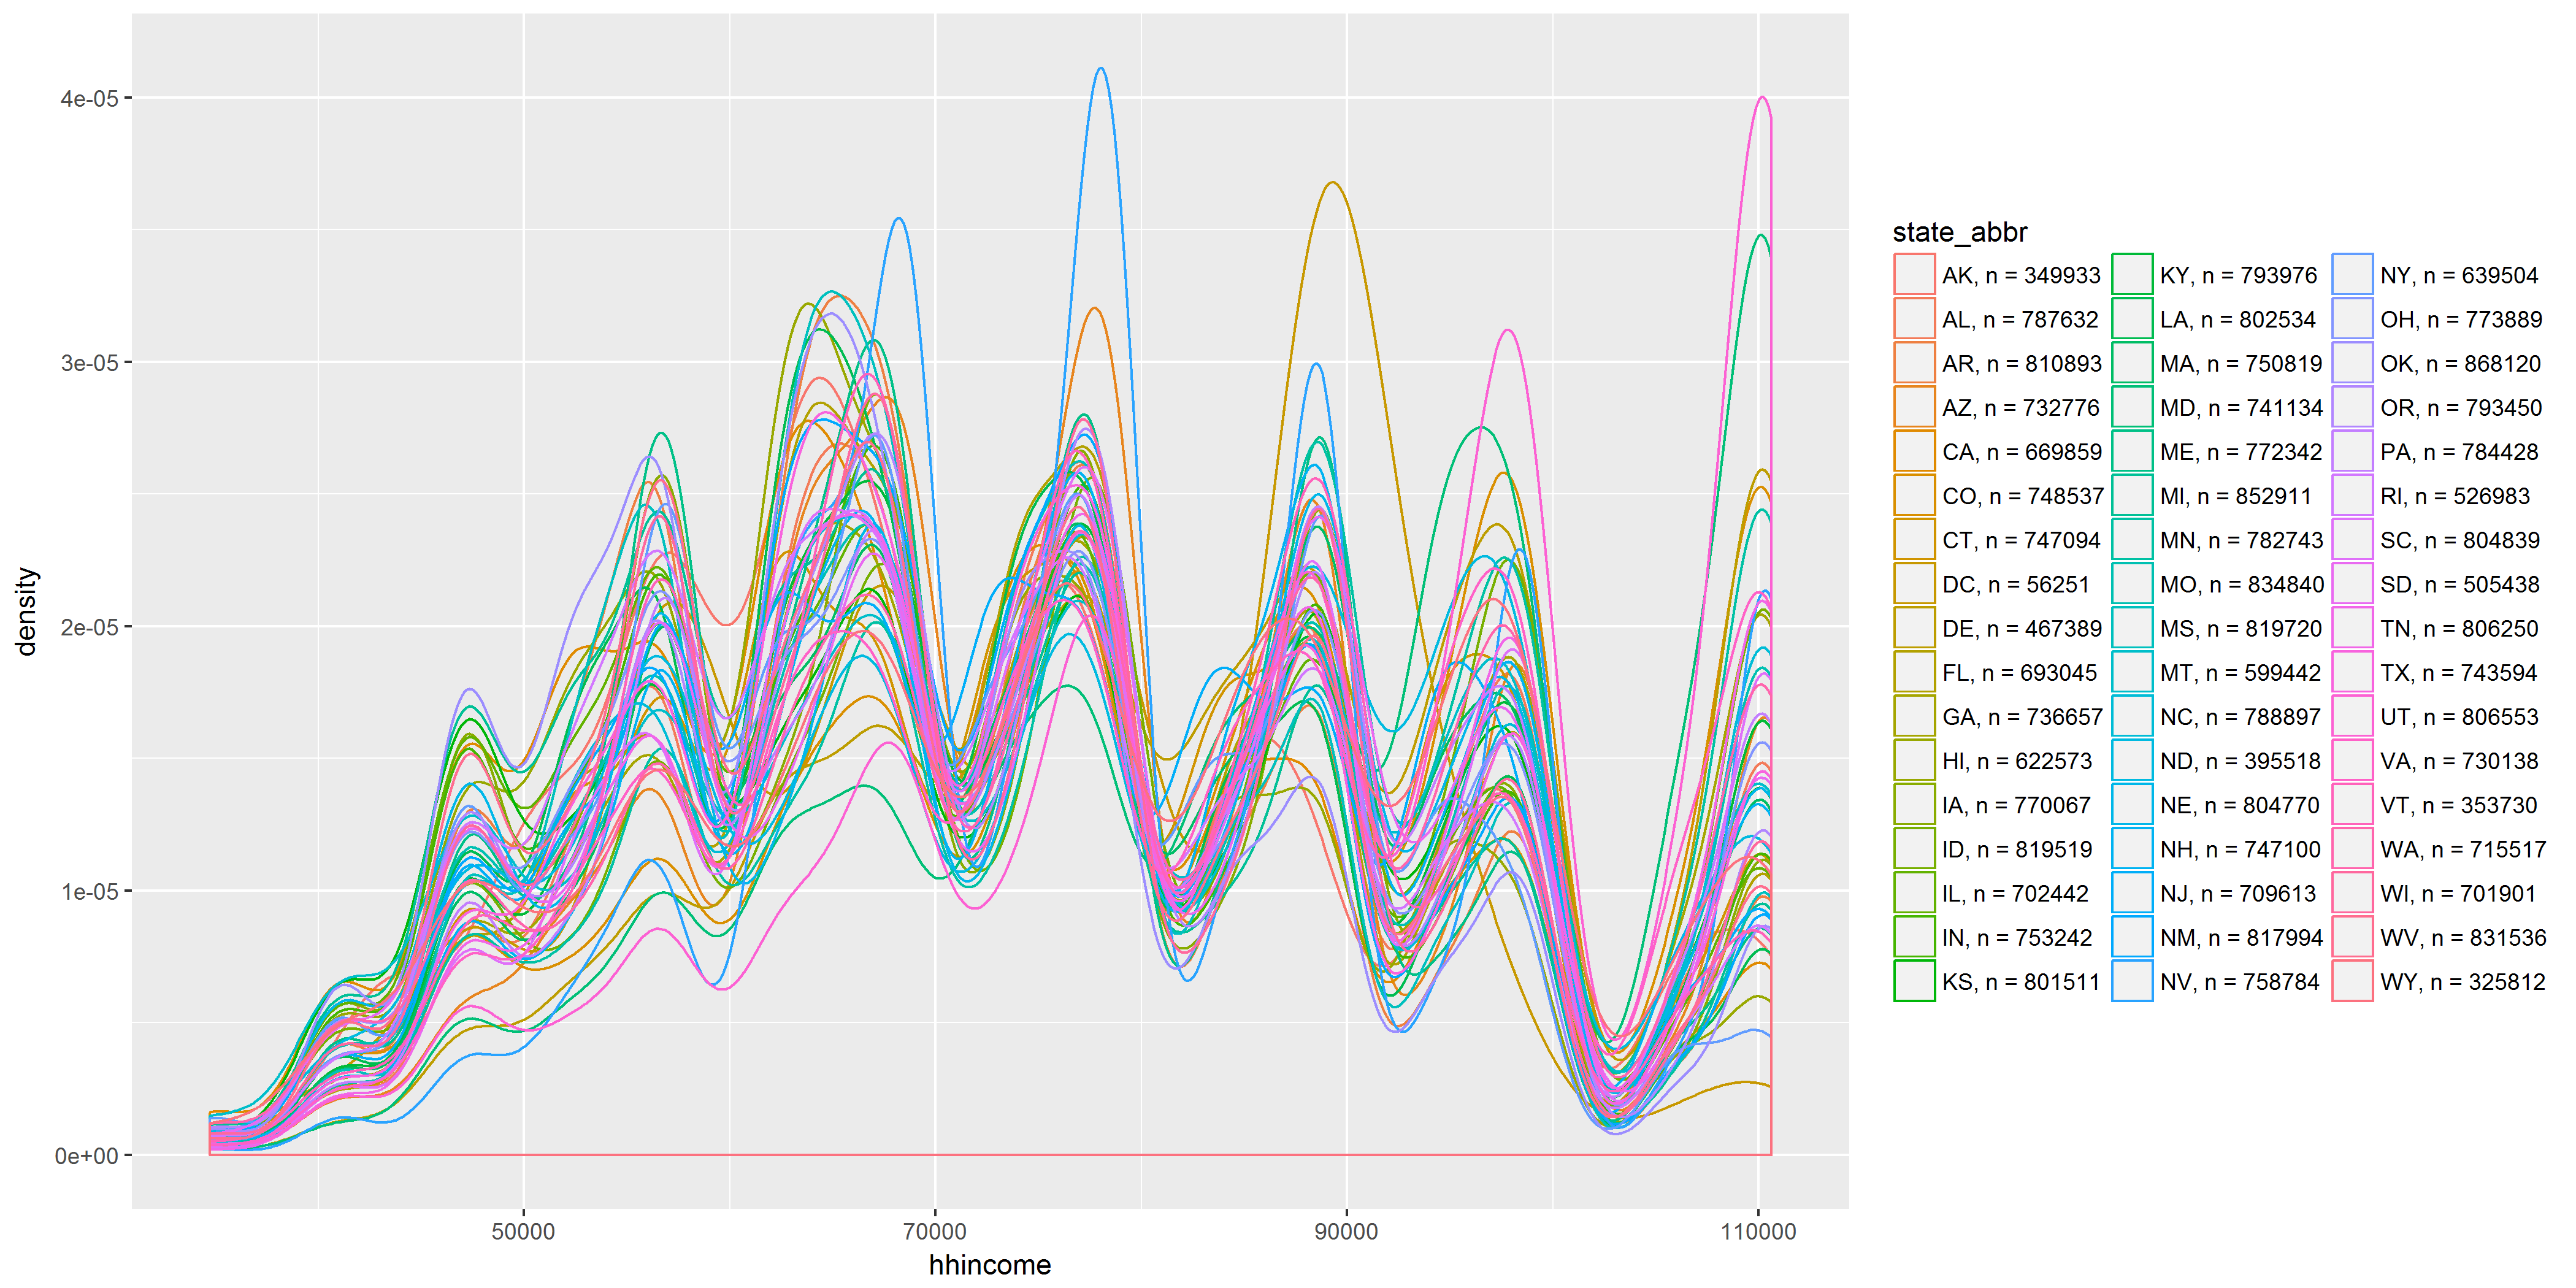 4e-05
3e-05
2e-05
1e-05
0e+00
density
50000 70000 90000 110000
hhincome
state_abbr
AK, n = 349933
AL, n = 787632
AR, n = 810893
AZ, n = 732776
CA, n = 669859
CO, n = 748537
CT, n = 747094
DC, n = 56251
DE, n = 467389
FL, n = 693045
GA, n = 736657
HI, n = 622573
IA, n = 770067
ID, n = 819519
IL, n = 702442
IN, n = 753242
KS, n = 801511
KY, n = 793976
LA, n = 802534
MA, n = 750819
MD, n = 741134
ME, n = 772342
MI, n = 852911
MN, n = 782743
MO, n = 834840
MS, n = 819720
MT, n = 599442
NC, n = 788897
ND, n = 395518
NE, n = 804770
NH, n = 747100
NJ, n = 709613
NM, n = 817994
NV, n = 758784
NY, n = 639504
OH, n = 773889
OK, n = 868120
OR, n = 793450
PA, n = 784428
RI, n = 526983
SC, n = 804839
SD, n = 505438
TN, n = 806250
TX, n = 743594
UT, n = 806553
VA, n = 730138
VT, n = 353730
WA, n = 715517
WI, n = 701901
WV, n = 831536
WY, n = 325812